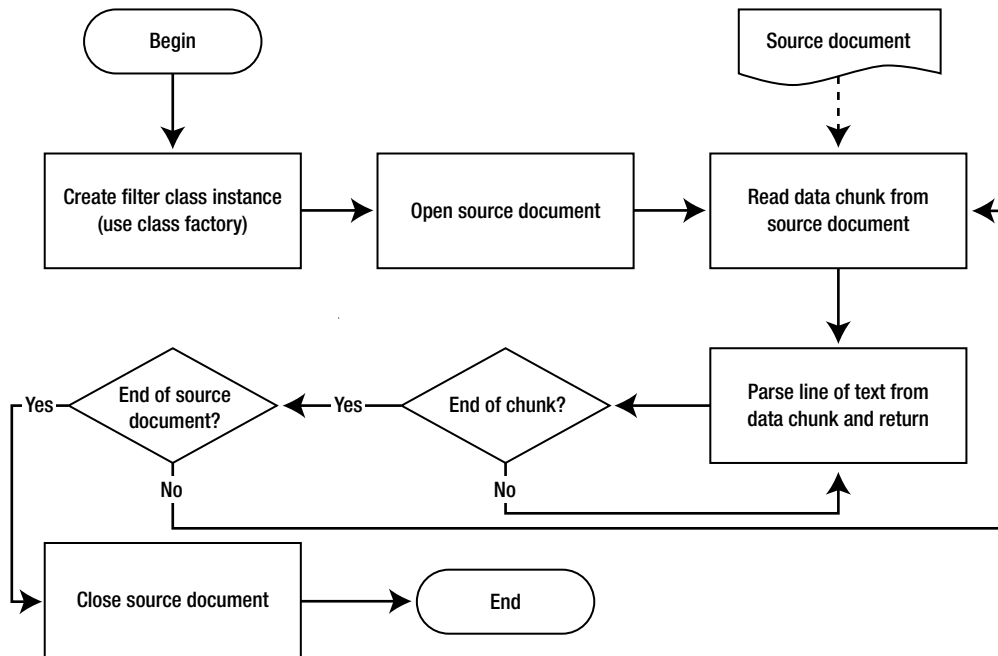 Begin
Source document
Create filter class instance
(use class factory)
Open source document
Read data chunk from
source document
Yes
End of source
document?
Yes
End of chunk?
Parse line of text from
data chunk and return
No
No
Close source document
End